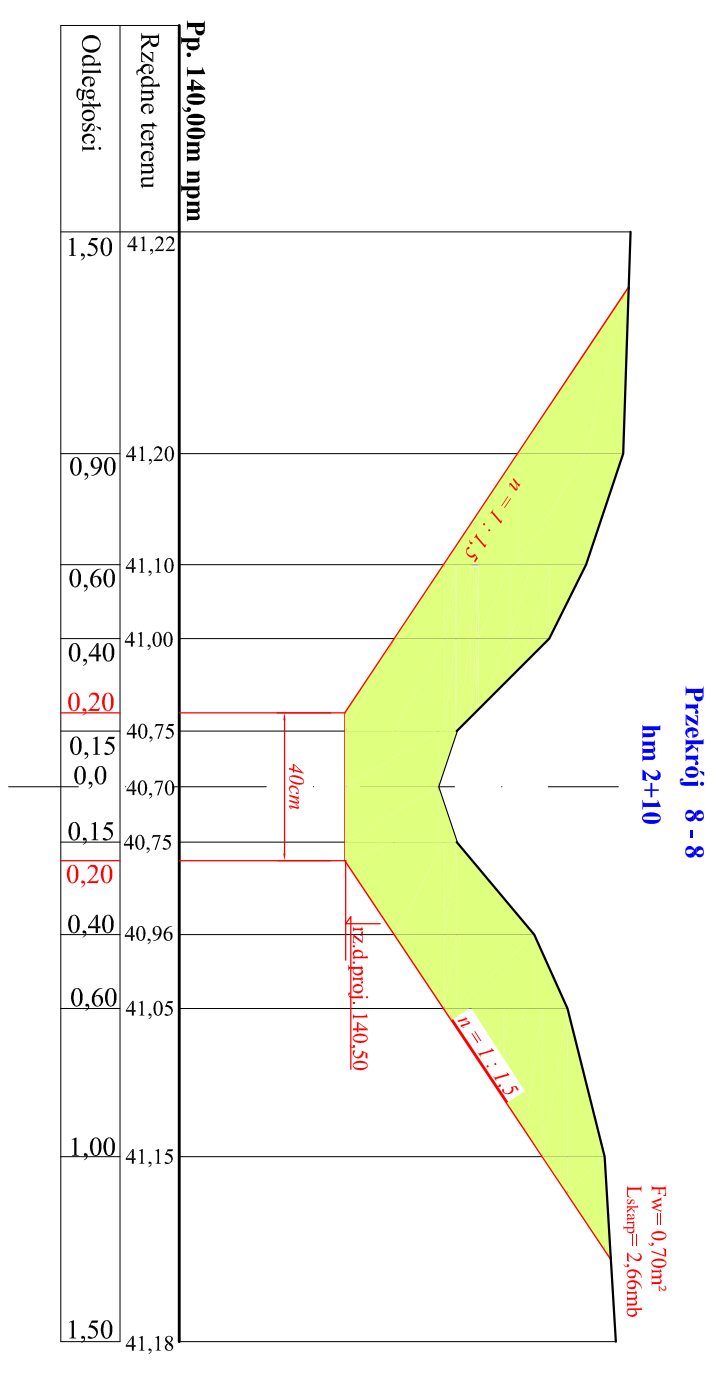 Przekrój 8 - 8
hm 2+10
Fw= 0,70m²
Lskarp= 2,66mb
n = 1 : 1,5
n = 1 : 1,5
rz.d.proj. 140,50
40cm
Pp. 140,00m npm
Rzędne terenu 41,22 41,20 41,10 41,00 40,75 40,70 40,75 40,96 41,05 41,15 41,18
Odległości 1,50 0,90 0,60 0,40 0,20 0,15 0,0 0,15 0,20 0,40 0,60 1,00 1,50